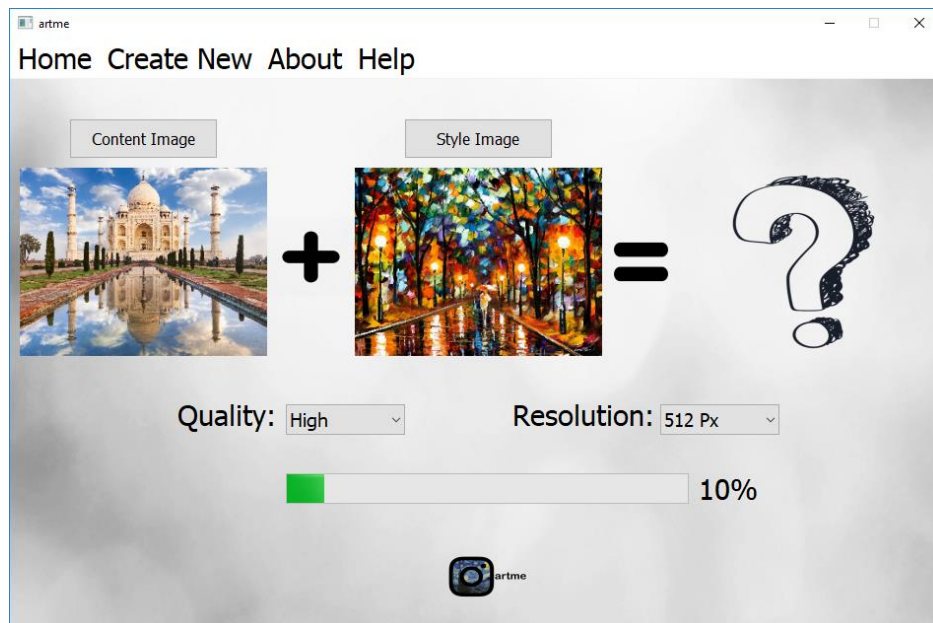 artme
Home Create New About Help
Content Image
Style Image
Quality: High
Resolution: 512 Px
10%
artme